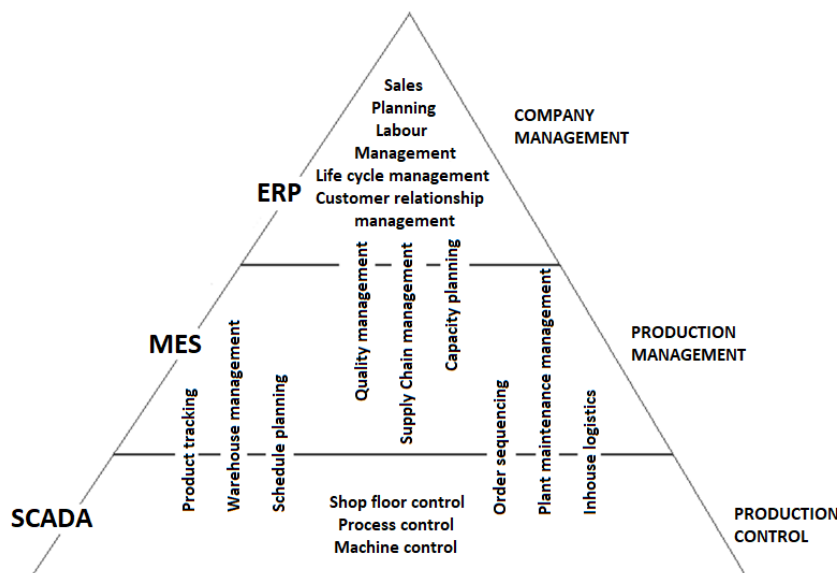 Sales
Planning
Labour
Management
Life cycle management
Customer relationship
management
COMPANY
MANAGEMENT
ERP
Quality management
Supply Chain management
Capacity planning
MES
PRODUCTION
MANAGEMENT
Product tracking
Warehouse management
Schedule planning
Order sequencing
Plant maintenance management
Inhouse logistics
SCADA
Shop floor control
Process control
Machine control
PRODUCTION
CONTROL